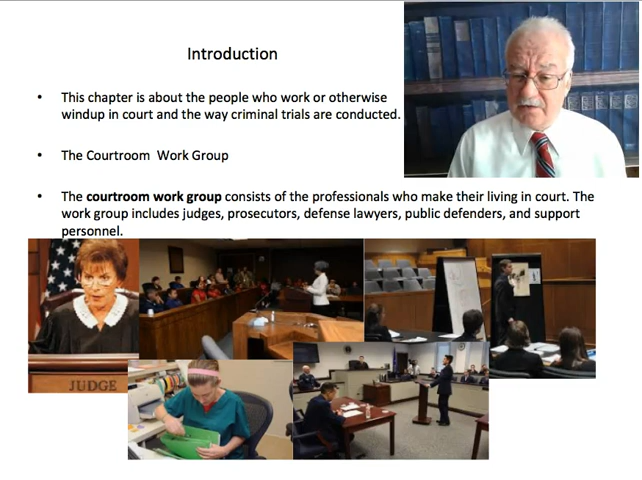 Introduction
• This chapter is about the people who work or otherwise
windup in court and the way criminal trials are conducted.
• The Courtroom  Work Group
• The courtroom work group consists of the professionals who make their living in court. The
work group includes judges, prosecutors, defense lawyers, public defenders, and support
personnel.
JUDGE